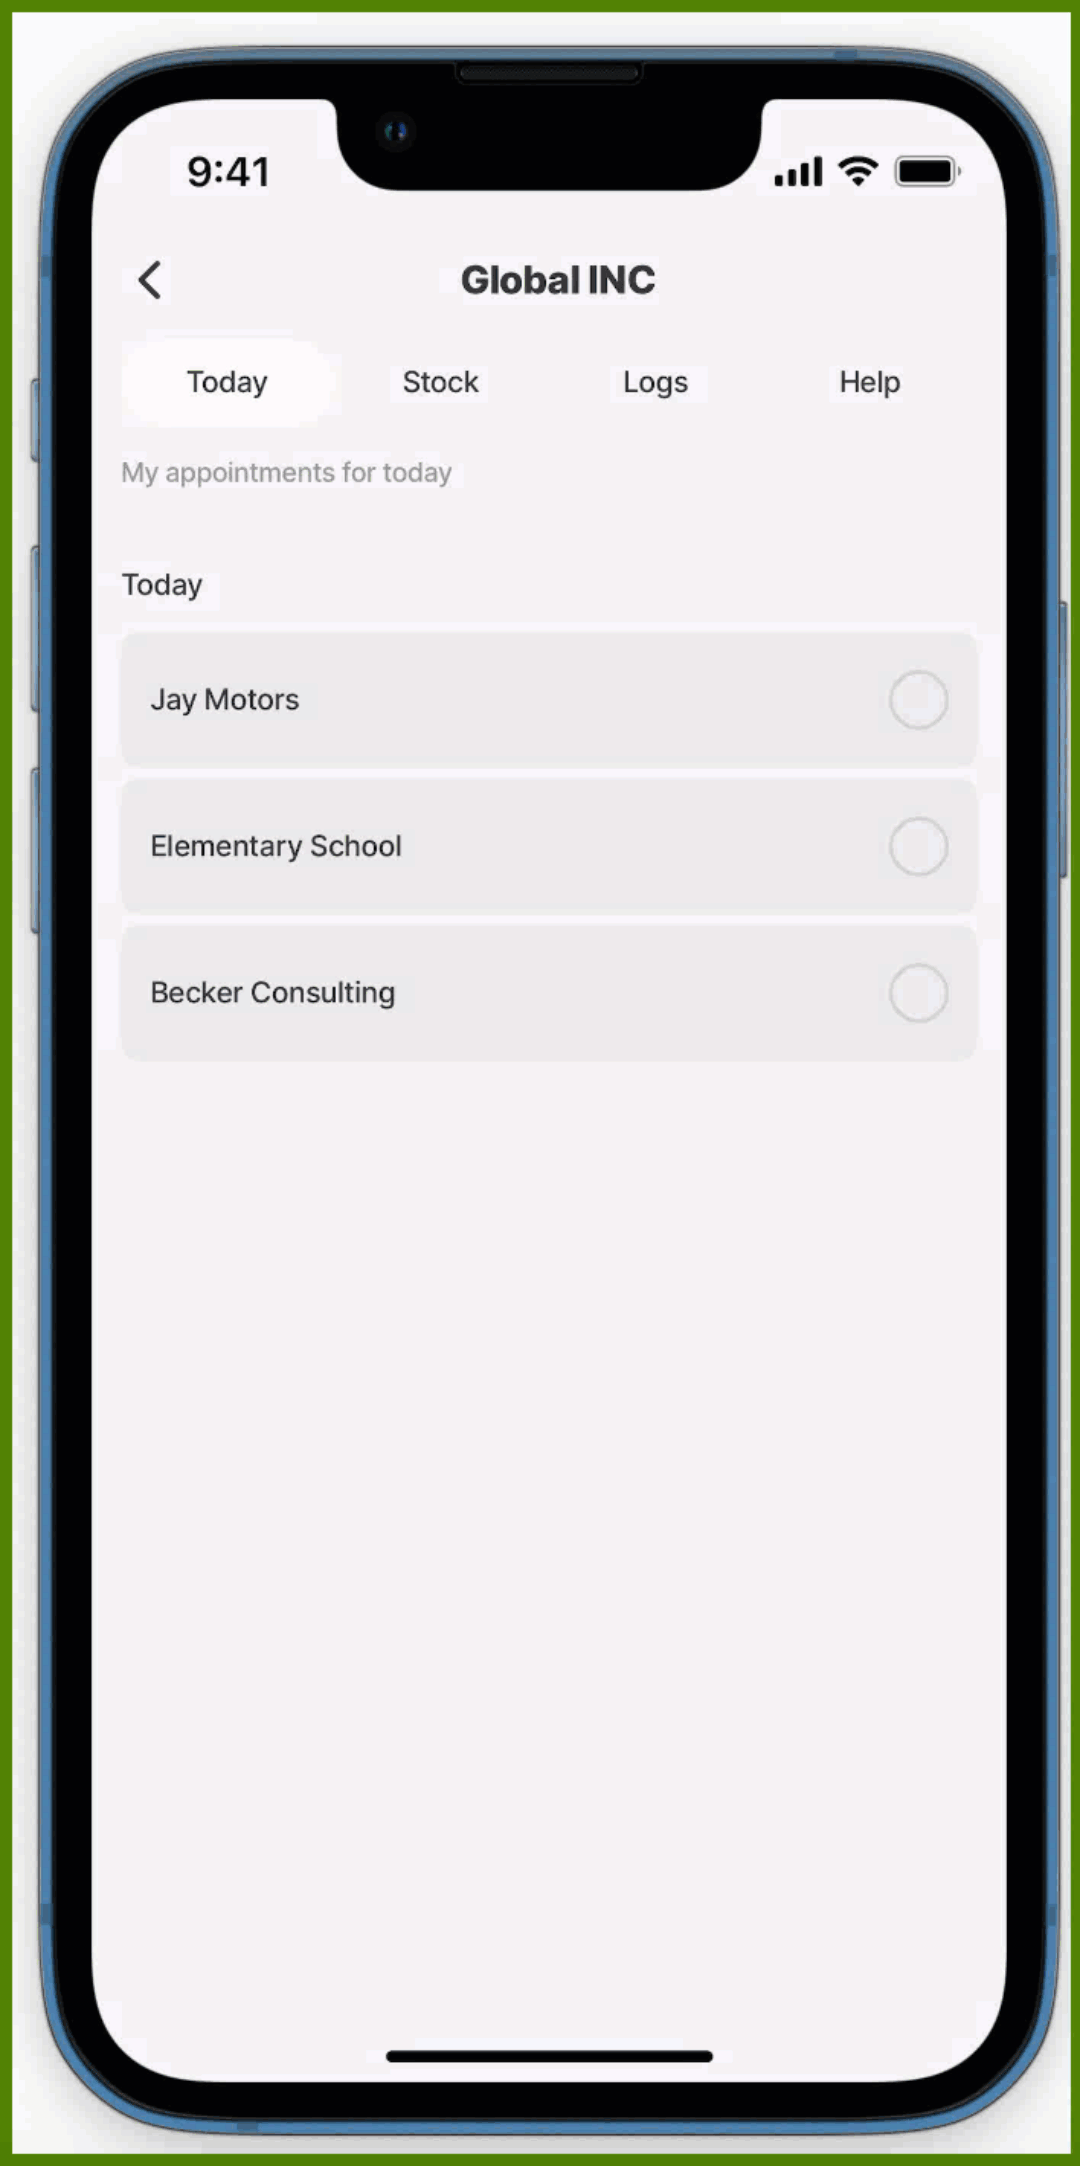 9:41
Global INC
Today Stock Logs Help
My appointments for today
Today
Jay Motors
Elementary School
Becker Consulting